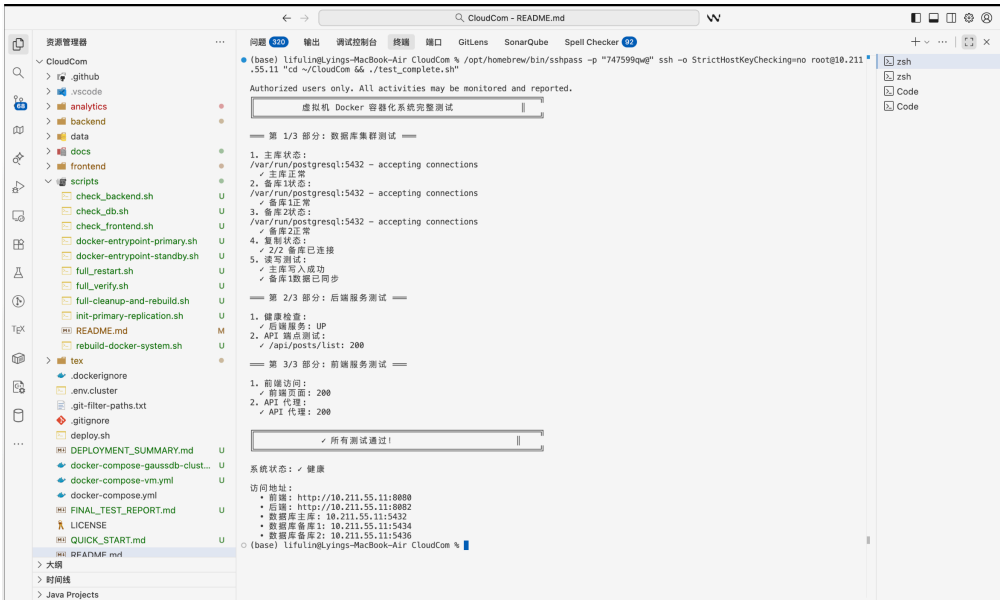 CloudCom - README.md
资源管理器
CloudCom
.github
.vscode
analytics
backend
data
docs
frontend
scripts
check_backend.sh U
check_db.sh U
check_frontend.sh U
docker-entrypoint-primary.sh U
docker-entrypoint-standby.sh U
full_restart.sh U
full_verify.sh U
full-cleanup-and-rebuild.sh U
init-primary-replication.sh U
README.md M
rebuild-docker-system.sh U
tex
.dockerignore
.env.cluster
.git-filter-paths.txt
.gitignore
deploy.sh
DEPLOYMENT_SUMMARY.md U
docker-compose-gaussdb-clust... U
docker-compose-vm.yml U
docker-compose.yml
FINAL_TEST_REPORT.md U
LICENSE
QUICK_START.md U
README.md
大纲
时间线
Java Projects
68
TEX
问题 320 输出 调试控制台 终端 端口 GitLens SonarQube Spell Checker 92
(base) lifulin@Lyings-MacBook-Air CloudCom % /opt/homebrew/bin/sshpass -p "747599qw@" ssh -o StrictHostKeyChecking=no root@10.211
.55.11 "cd ~/CloudCom && ./test_complete.sh"
Authorized users only. All activities may be monitored and reported.
虚拟机 Docker 容器化系统完整测试
═══ 第 1/3 部分: 数据库集群测试 ═══
1. 主库状态:
/var/run/postgresql:5432 - accepting connections
✓ 主库正常
2. 备库1状态:
/var/run/postgresql:5432 - accepting connections
✓ 备库1正常
3. 备库2状态:
/var/run/postgresql:5432 - accepting connections
✓ 备库2正常
4. 复制状态:
✓ 2/2 备库已连接
5. 读写测试:
✓ 主库写入成功
✓ 备库1数据已同步
═══ 第 2/3 部分: 后端服务测试 ═══
1. 健康检查:
✓ 后端服务: UP
2. API 端点测试:
✓ /api/posts/list: 200
═══ 第 3/3 部分: 前端服务测试 ═══
1. 前端访问:
✓ 前端页面: 200
2. API 代理:
✓ API 代理: 200
✓ 所有测试通过!
系统状态: ✓ 健康
访问地址:
• 前端: http://10.211.55.11:8080
• 后端: http://10.211.55.11:8082
• 数据库主库: 10.211.55.11:5432
• 数据库备库1: 10.211.55.11:5434
• 数据库备库2: 10.211.55.11:5436
(base) lifulin@Lyings-MacBook-Air CloudCom %
zsh
zsh
Code
Code